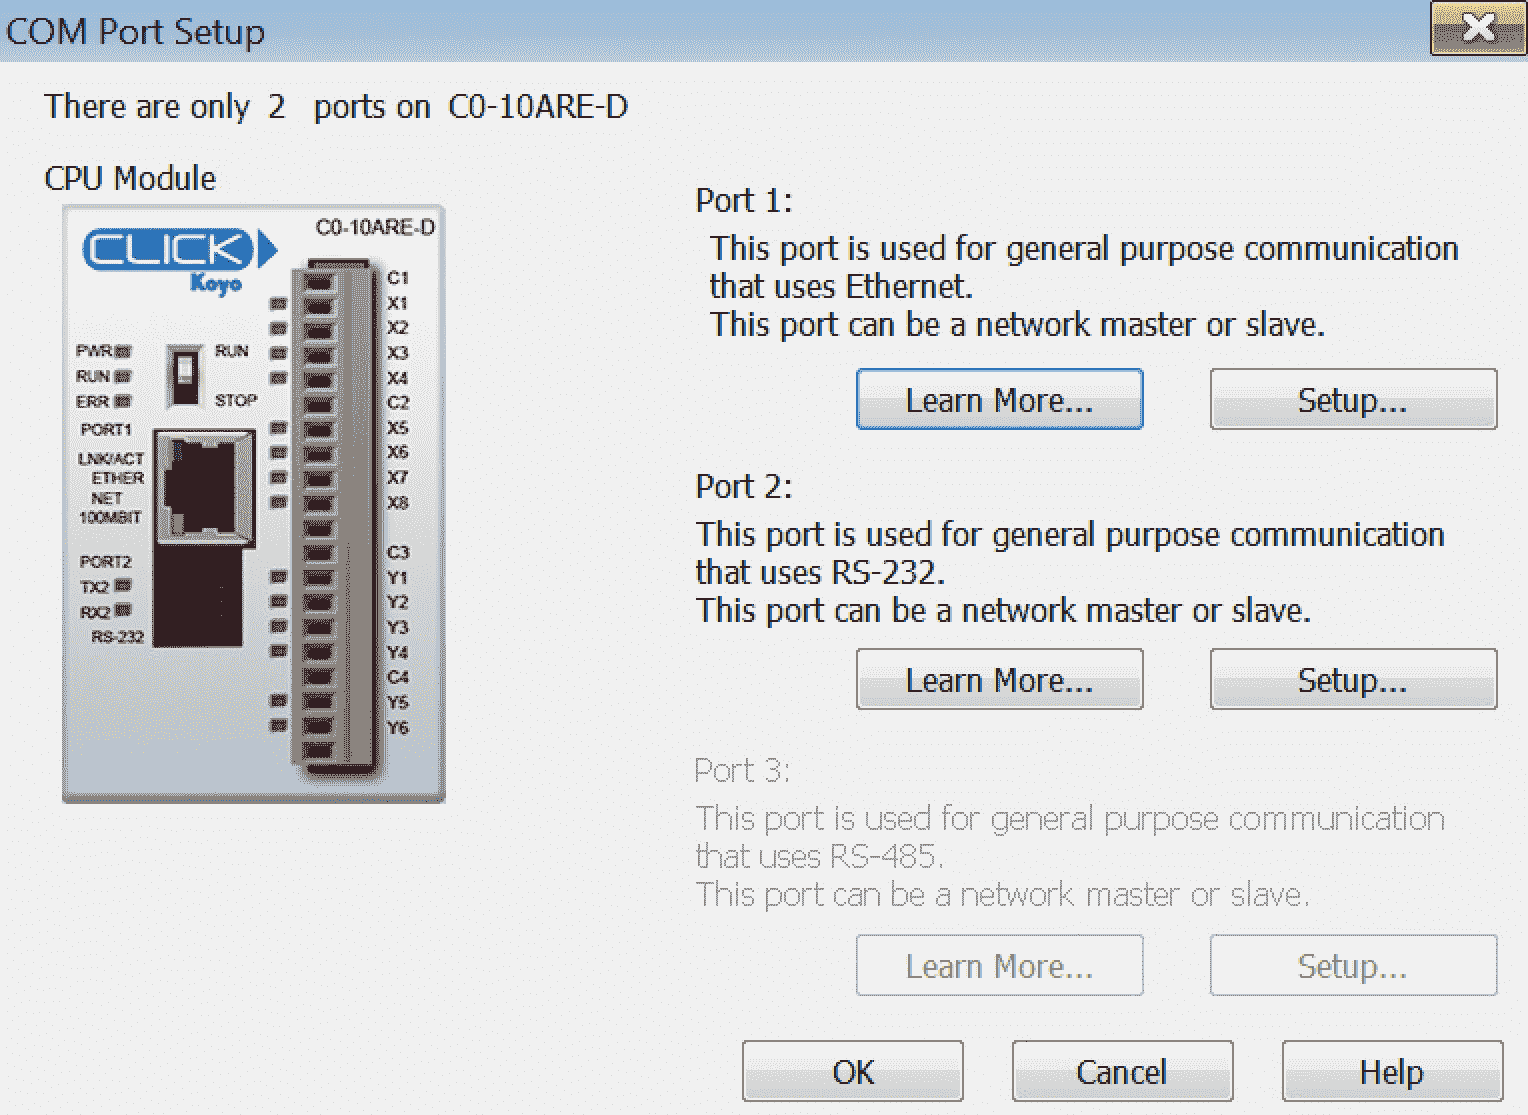 COM Port Setup
There are only 2 ports on C0-10ARE-D
CPU Module
CLICK
Koyo
C0-10ARE-D
C1
X1
X2
X3
X4
C2
X5
X6
X7
X8
C3
Y1
Y2
Y3
Y4
C4
Y5
Y6
PWR
RUN
ERR
RUN
STOP
PORT1
LNK/ACT
ETHER
NET
100MBIT
PORT2
TX2
RX2
RS-232
Port 1:
This port is used for general purpose communication
that uses Ethernet.
This port can be a network master or slave.
Learn More... Setup...
Port 2:
This port is used for general purpose communication
that uses RS-232.
This port can be a network master or slave.
Learn More... Setup...
Port 3:
This port is used for general purpose communication
that uses RS-485.
This port can be a network master or slave.
Learn More... Setup...
OK Cancel Help